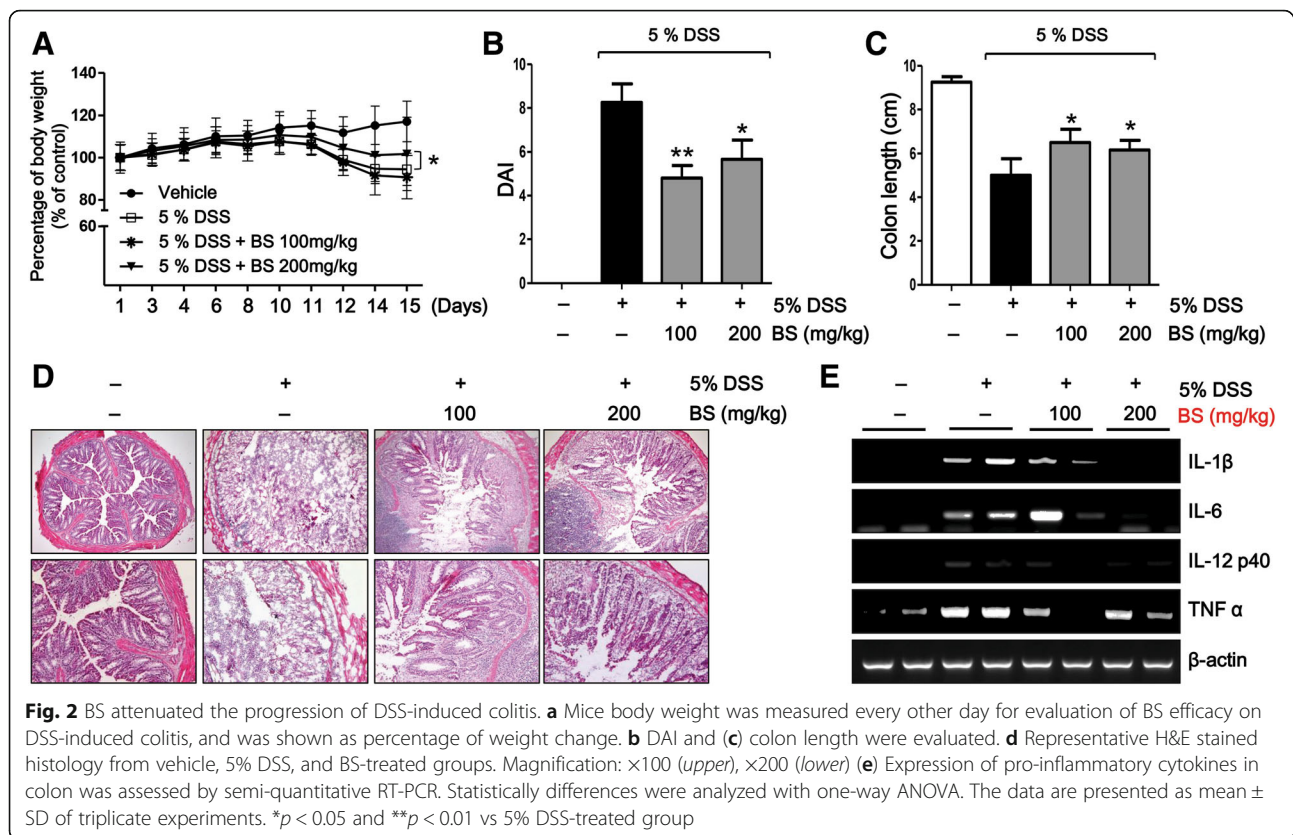 A
Percentage of body weight
(% of control)
140
120
100
80
60
Vehicle
5 % DSS
5 % DSS + BS 100mg/kg
5 % DSS + BS 200mg/kg
*
1 3 4 6 8 10 11 12 14 15 (Days)
B
5 % DSS
DAI
10
8
6
4
2
0
**
*
– + + + 5% DSS
– – 100 200 BS (mg/kg)
C
5 % DSS
Colon length (cm)
10
8
6
4
2
0
*
*
– + + + 5% DSS
– – 100 200 BS (mg/kg)
D
– + + + 5% DSS
– – 100 200 BS (mg/kg)
E
– + + + 5% DSS
– – 100 200 BS (mg/kg)
IL-1β
IL-6
IL-12 p40
TNF α
β-actin
Fig. 2 BS attenuated the progression of DSS-induced colitis. a Mice body weight was measured every other day for evaluation of BS efficacy on
DSS-induced colitis, and was shown as percentage of weight change. b DAI and (c) colon length were evaluated. d Representative H&E stained
histology from vehicle, 5% DSS, and BS-treated groups. Magnification: ×100 (upper), ×200 (lower) (e) Expression of pro-inflammatory cytokines in
colon was assessed by semi-quantitative RT-PCR. Statistically differences were analyzed with one-way ANOVA. The data are presented as mean ±
SD of triplicate experiments. *p < 0.05 and **p < 0.01 vs 5% DSS-treated group